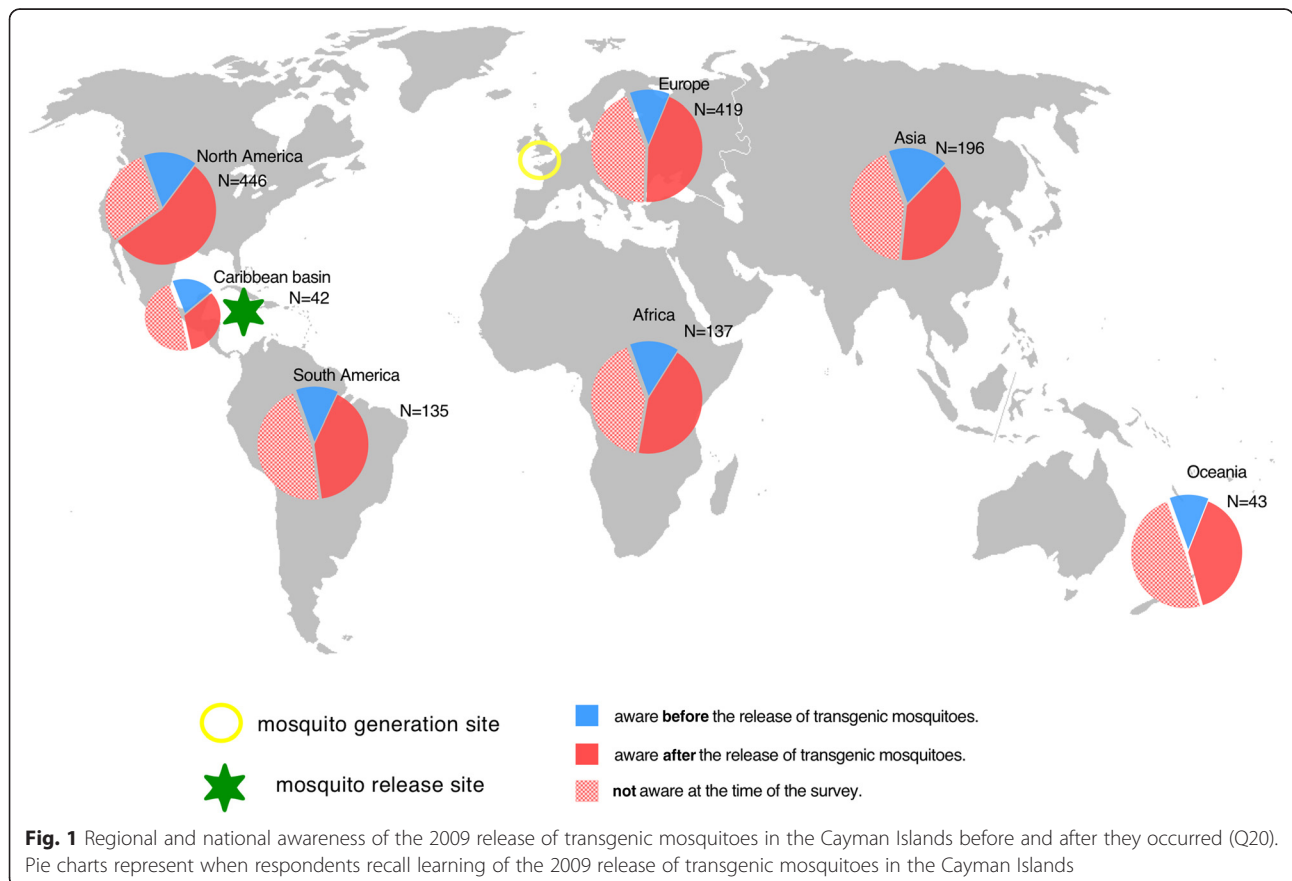 Europe
N=419
Asia
N=196
North America
N=446
Caribbean basin
N=42
Africa
N=137
South America
N=135
Oceania
N=43
mosquito generation site
mosquito release site
aware before the release of transgenic mosquitoes.
aware after the release of transgenic mosquitoes.
not aware at the time of the survey.
Fig. 1 Regional and national awareness of the 2009 release of transgenic mosquitoes in the Cayman Islands before and after they occurred (Q20).
Pie charts represent when respondents recall learning of the 2009 release of transgenic mosquitoes in the Cayman Islands